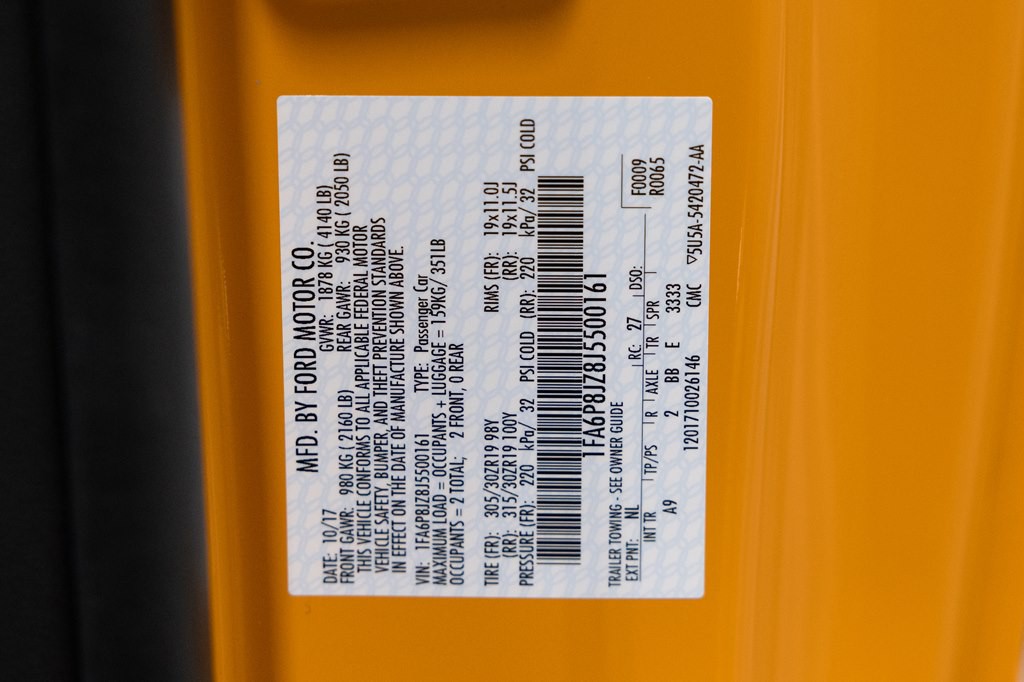 MFD. BY FORD MOTOR CO.
DATE: 10/17 GVWR: 1878 KG ( 4140 LB)
FRONT GAWR: 980 KG ( 2160 LB) REAR GAWR: 930 KG ( 2050 LB)
THIS VEHICLE CONFORMS TO ALL APPLICABLE FEDERAL MOTOR
VEHICLE SAFETY, BUMPER, AND THEFT PREVENTION STANDARDS
IN EFFECT ON THE DATE OF MANUFACTURE SHOWN ABOVE.
VIN: 1FA6P8JZ8J5500161 TYPE: Passenger Car
MAXIMUM LOAD = OCCUPANTS + LUGGAGE = 159KG/ 351LB
OCCUPANTS = 2 TOTAL; 2 FRONT, 0 REAR
TIRE (FR): 305/30ZR19 98Y RIMS (FR): 19x11.0J
(RR): 315/30ZR19 100Y (RR): 19x11.5J
PRESSURE (FR): 220 kPa/ 32 PSI COLD (RR): 220 kPa/ 32 PSI COLD
1FA6P8JZ8J5500161
F0009
TRAILER TOWING - SEE OWNER GUIDE R0065
EXT PNT: NL RC: 27 DSO:
INT TR TP/PS R AXLE TR SPR
A9 2 BB E 3333
120171002614​6 CMC ▽5U5A-5420472-AA